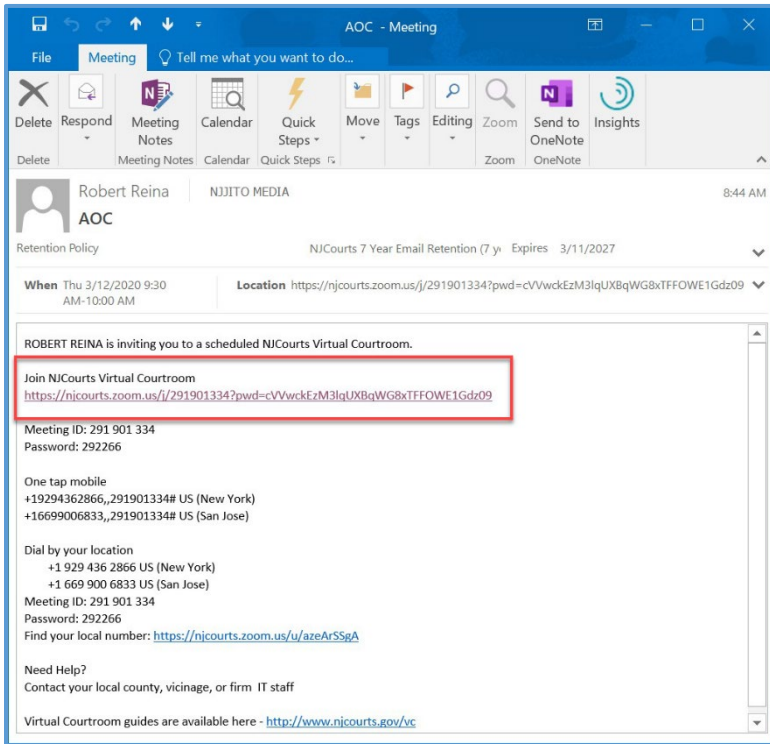 AOC - Meeting
File Meeting Tell me what you want to do...
Delete Respond Meeting Notes Calendar Quick Steps Move Tags Editing Zoom Send to OneNote Insights
Delete Meeting Notes Calendar Quick Steps Zoom OneNote
Robert Reina NJJITO MEDIA 8:44 AM
AOC
Retention Policy NJCourts 7 Year Email Retention (7 y Expires 3/11/2027
When Thu 3/12/2020 9:30 Location https://njcourts.zoom.us/j/291901334?pwd=cVVwckEzM3lqUXBqWG8xTFFOWE1Gdz09
AM-10:00 AM
ROBERT REINA is inviting you to a scheduled NJCourts Virtual Courtroom.
Join NJCourts Virtual Courtroom
https://njcourts.zoom.us/j/291901334?pwd=cVVwckEzM3lqUXBqWG8xTFFOWE1Gdz09
Meeting ID: 291 901 334
Password: 292266
One tap mobile
+19294362866,,291901334# US (New York)
+16699006833,,291901334# US (San Jose)
Dial by your location
+1 929 436 2866 US (New York)
+1 669 900 6833 US (San Jose)
Meeting ID: 291 901 334
Password: 292266
Find your local number: https://njcourts.zoom.us/u/azeArSSgA
Need Help?
Contact your local county, vicinage, or firm IT staff
Virtual Courtroom guides are available here - http://www.njcourts.gov/vc